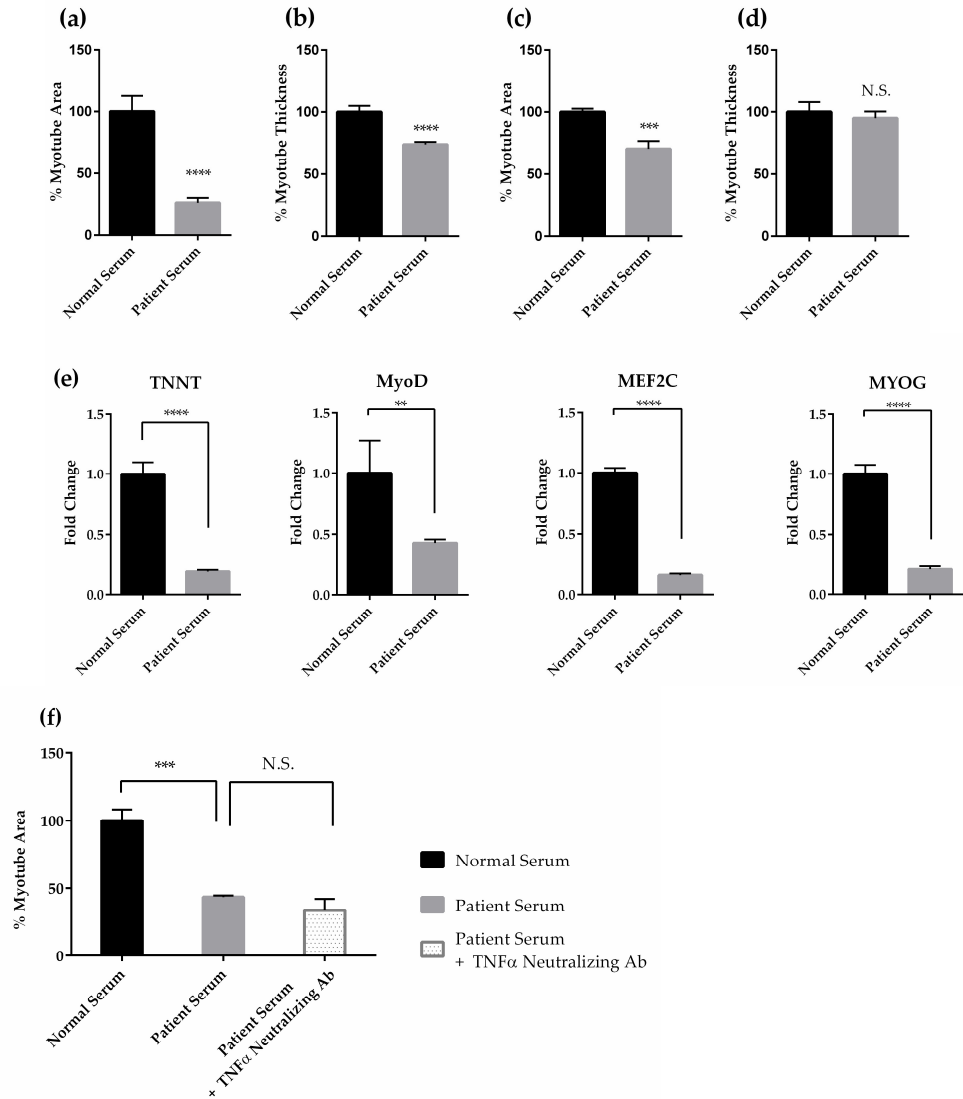 (a)
(b)
(c)
(d)
150
100
50
0
% Myotube Area
****
Normal Serum
Patient Serum
150
100
50
0
% Myotube Thickness
****
Normal Serum
Patient Serum
150
100
50
0
% Myotube Area
***
Normal Serum
Patient Serum
150
100
50
0
% Myotube Thickness
N.S.
Normal Serum
Patient Serum
(e)
TNNT
****
1.5
1.0
0.5
0.0
Fold Change
Normal Serum
Patient Serum
MyoD
**
1.5
1.0
0.5
0.0
Fold Change
Normal Serum
Patient Serum
MEF2C
****
1.5
1.0
0.5
0.0
Fold Change
Normal Serum
Patient Serum
MYOG
****
1.5
1.0
0.5
0.0
Fold Change
Normal Serum
Patient Serum
(f)
150
100
50
0
% Myotube Area
***
N.S.
Normal Serum
Patient Serum
Patient Serum
+ TNFα Neutralizing Ab
Normal Serum
Patient Serum
Patient Serum
+ TNFα Neutralizing Ab